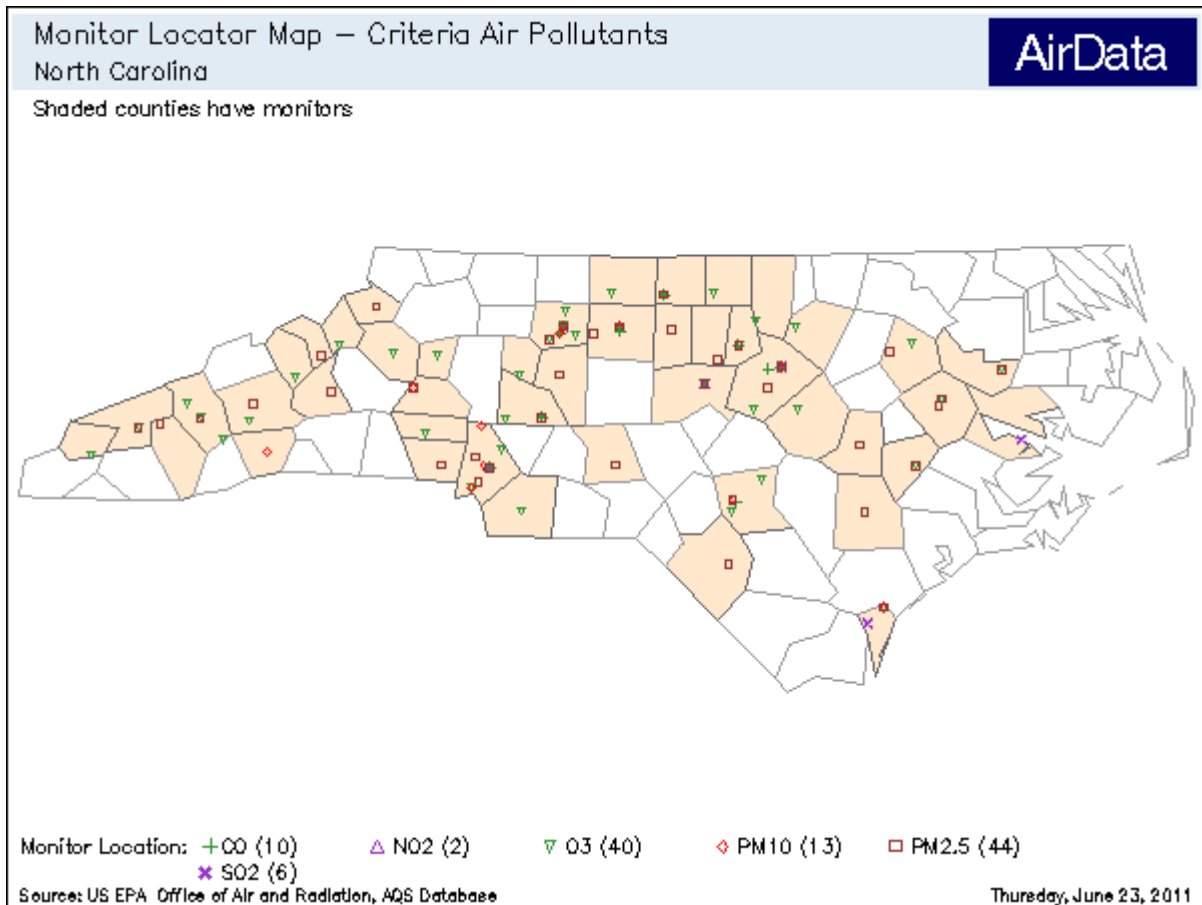 Monitor Locator Map – Criteria Air Pollutants
North Carolina
AirData
Shaded counties have monitors
Monitor Location: CO (10) NO2 (2) O3 (40) PM10 (13) PM2.5 (44)
SO2 (6)
Source: US EPA Office of Air and Radiation, AQS Database
Thursday, June 23, 2011